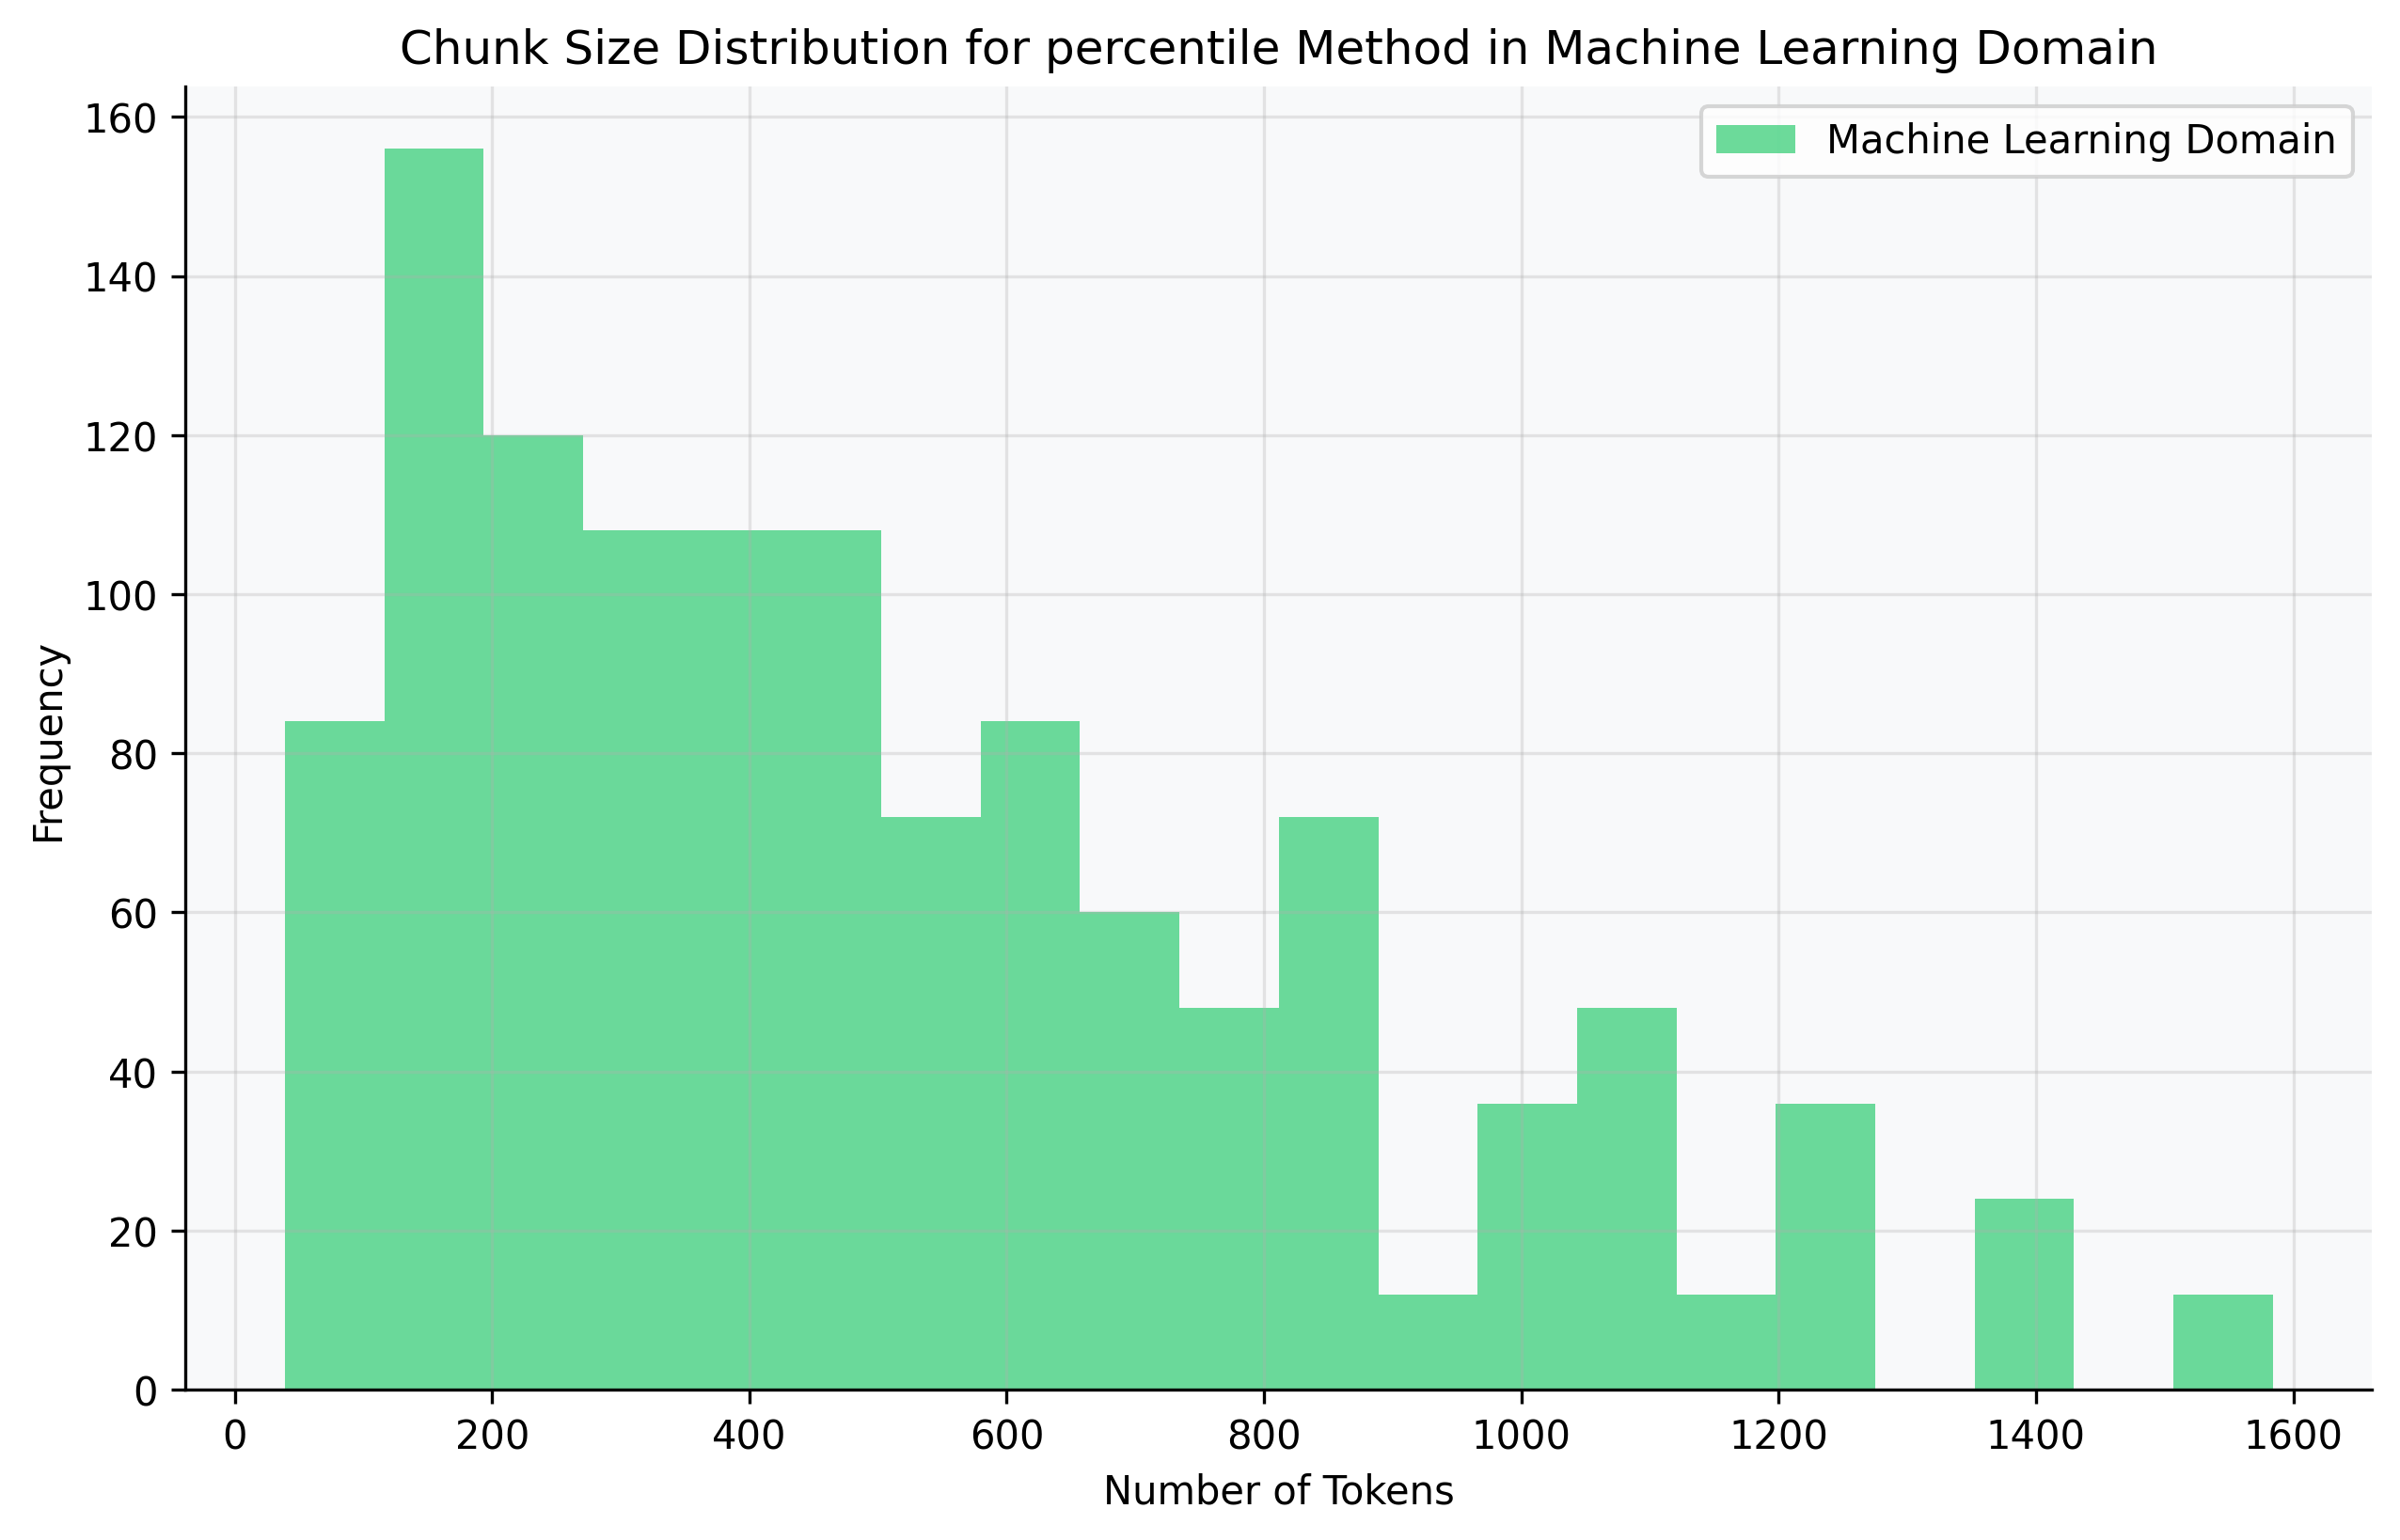 Chunk Size Distribution for percentile Method in Machine Learning Domain
Machine Learning Domain
160
140
120
100
80
60
40
20
0
Frequency
0 200 400 600 800 1000 1200 1400 1600
Number of Tokens